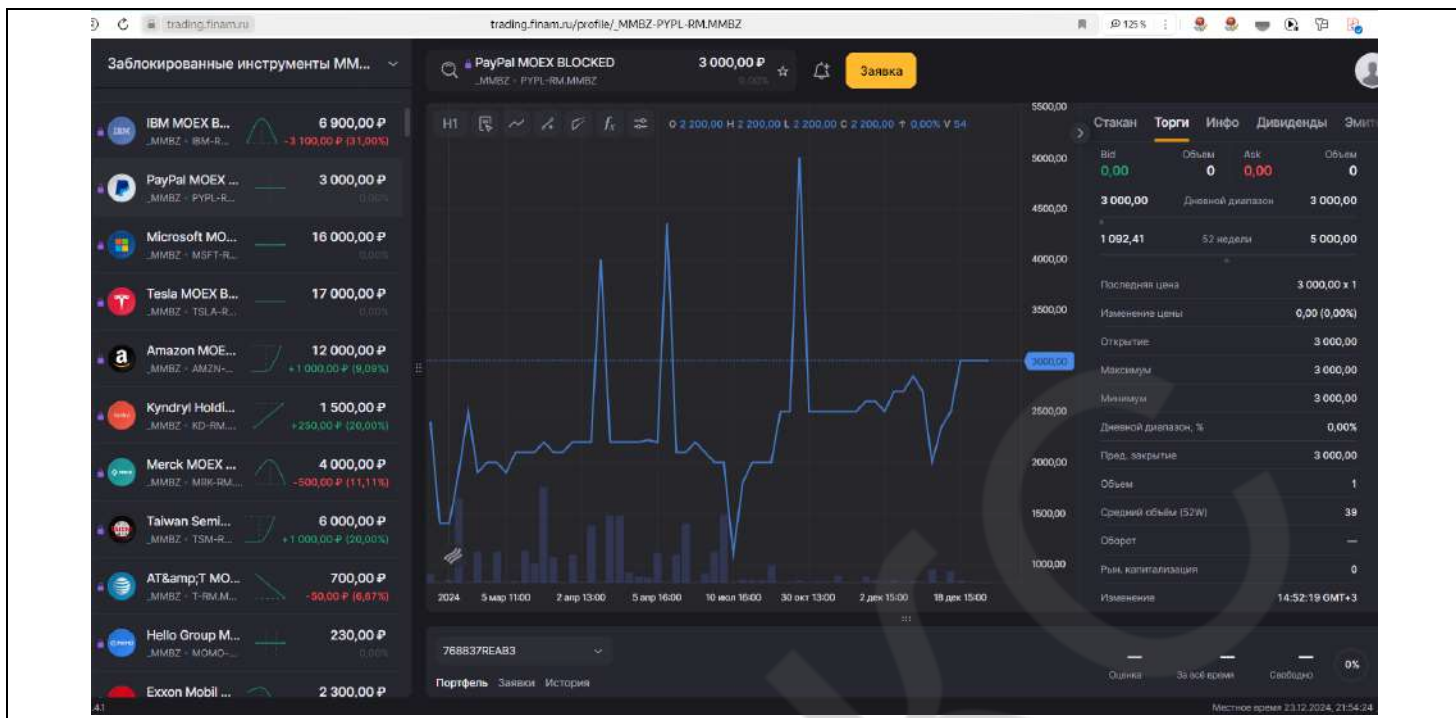 trading.finam.ru
trading.finam.ru/profile/_MMBZ-PYPL-RM.MMBZ
125 %
Заблокированные инструменты MM...
PayPal MOEX BLOCKED
_MMBZ · PYPL-RM.MMBZ
3 000,00 ₽
0,00%
Заявка
IBM MOEX B...
6 900,00 ₽
_MMBZ · IBM-R...
-3 100,00 ₽ (31,00%)
PayPal MOEX ...
3 000,00 ₽
_MMBZ · PYPL-R...
0,00%
Microsoft MO...
16 000,00 ₽
_MMBZ · MSFT-R...
0,00%
Tesla MOEX B...
17 000,00 ₽
_MMBZ · TSLA-R...
0,00%
Amazon MOE...
12 000,00 ₽
_MMBZ · AMZN-...
+1 000,00 ₽ (9,09%)
Kyndryl Holdi...
1 500,00 ₽
_MMBZ · KD-RM....
+250,00 ₽ (20,00%)
Merck MOEX ...
4 000,00 ₽
_MMBZ · MRK-RM....
-500,00 ₽ (11,11%)
Taiwan Semi...
6 000,00 ₽
_MMBZ · TSM-R...
+1 000,00 ₽ (20,00%)
AT&amp;T MO...
700,00 ₽
_MMBZ · T-RM.M...
-50,00 ₽ (6,67%)
Hello Group M...
230,00 ₽
_MMBZ · MOMO-...
0,00%
Exxon Mobil ...
2 300,00 ₽
H1
O 2 200,00 H 2 200,00 L 2 200,00 C 2 200,00 ↑ 0,00% V 54
5500,00
5000,00
4500,00
4000,00
3500,00
3000,00
2500,00
2000,00
1500,00
1000,00
2024
5 мар 11:00
2 апр 13:00
5 апр 16:00
10 июл 16:00
30 окт 13:00
2 дек 15:00
18 дек 15:00
Стакан Торги Инфо Дивиденды Эмит
Bid Объем Ask Объем
0,00 0 0,00 0
3 000,00 Дневной диапазон 3 000,00
1 092,41 52 недели 5 000,00
Последняя цена 3 000,00 x 1
Изменение цены 0,00 (0,00%)
Открытие 3 000,00
Максимум 3 000,00
Минимум 3 000,00
Дневной диапазон, % 0,00%
Пред. закрытие 3 000,00
Объем 1
Средний объём (52W) 39
Оборот —
Рын. капитализация 0
Изменение 14:52:19 GMT+3
768837REAB3
Портфель Заявки История
— — — 0%
Оценка За всё время Свободно
4.1
Местное время 23.12.2024, 21:54:24